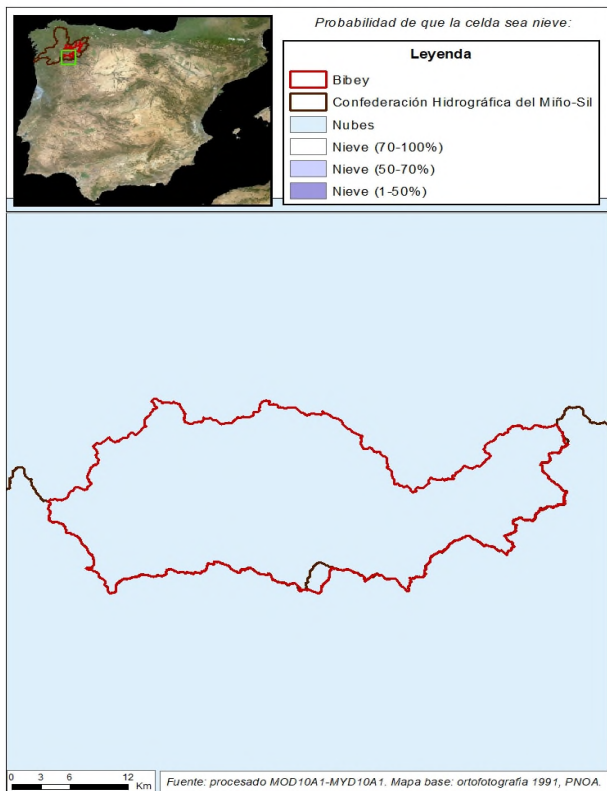 Probabilidad de que la celda sea nieve:
Leyenda
Bibey
Confederación Hidrográfica del Miño-Sil
Nubes
Nieve (70-100%)
Nieve (50-70%)
Nieve (1-50%)
0 3 6 12
Km
Fuente: procesado MOD10A1-MYD10A1. Mapa base: ortofotografia 1991, PNOA.